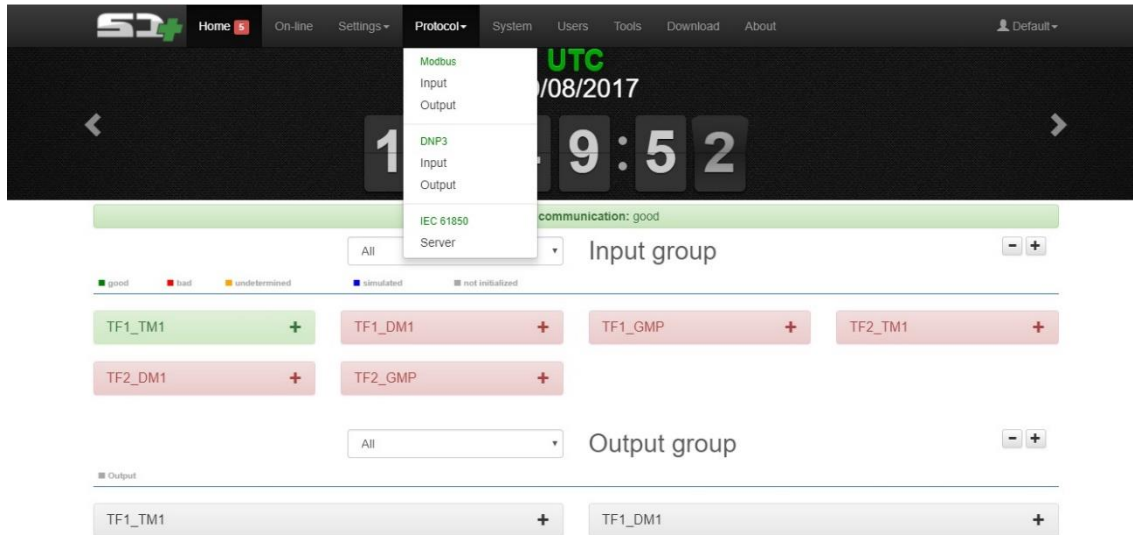 Home 5 On-line Settings Protocol System Users Tools Download About Default
UTC
/08/2017
9:52
Modbus
Input
Output
DNP3
Input
Output
IEC 61850
Server
communication: good
All Input group - +
good bad undetermined simulated not initialized
TF1_TM1 + TF1_DM1 + TF1_GMP + TF2_TM1 +
TF2_DM1 + TF2_GMP +
All Output group - +
Output
TF1_TM1 + TF1_DM1 +